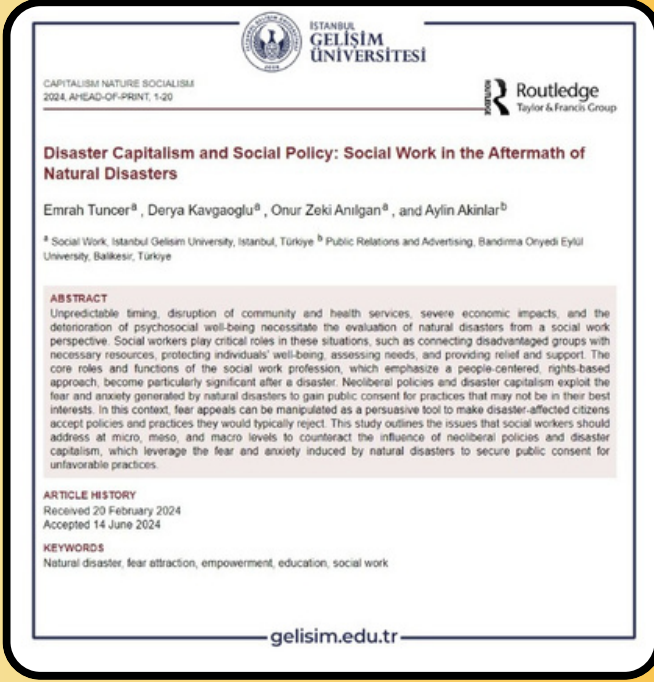 İSTANBUL
GELİŞİM
ÜNİVERSİTESİ
CAPITALISM NATURE SOCIALISM
2024, AHEAD-OF-PRINT, 1-20
Routledge
Taylor & Francis Group
ROUTLEDGE
Disaster Capitalism and Social Policy: Social Work in the Aftermath of
Natural Disasters
Emrah Tuncerᵃ , Derya Kavgaogluᵃ , Onur Zeki Anılganᵃ , and Aylin Akinlarᵇ
ᵃ Social Work, Istanbul Gelisim University, Istanbul, Türkiye ᵇ Public Relations and Advertising, Bandirma Onyedi Eylül
University, Balikesir, Türkiye
ABSTRACT
Unpredictable timing, disruption of community and health services, severe economic impacts, and the
deterioration of psychosocial well-being necessitate the evaluation of natural disasters from a social work
perspective. Social workers play critical roles in these situations, such as connecting disadvantaged groups with
necessary resources, protecting individuals' well-being, assessing needs, and providing relief and support. The
core roles and functions of the social work profession, which emphasize a people-centered, rights-based
approach, become particularly significant after a disaster. Neoliberal policies and disaster capitalism exploit the
fear and anxiety generated by natural disasters to gain public consent for practices that may not be in their best
interests. In this context, fear appeals can be manipulated as a persuasive tool to make disaster-affected citizens
accept policies and practices they would typically reject. This study outlines the issues that social workers should
address at micro, meso, and macro levels to counteract the influence of neoliberal policies and disaster
capitalism, which leverage the fear and anxiety induced by natural disasters to secure public consent for
unfavorable practices.
ARTICLE HISTORY
Received 20 February 2024
Accepted 14 June 2024
KEYWORDS
Natural disaster, fear attraction, empowerment, education, social work
gelisim.edu.tr